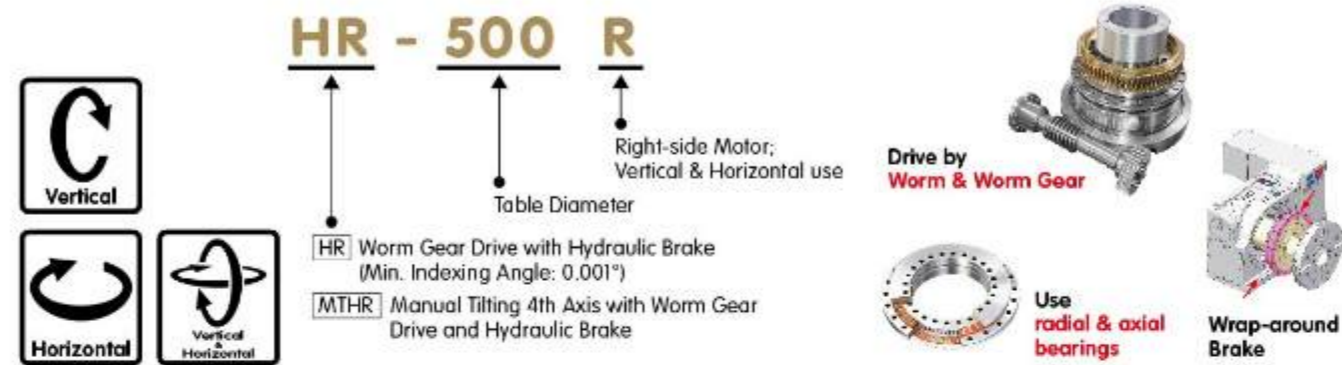 HR - 500 R
Right-side Motor;
Vertical & Horizontal use
Table Diameter
HR Worm Gear Drive with Hydraulic Brake
(Min. Indexing Angle: 0.001°)
MTHR Manual Tilting 4th Axis with Worm Gear
Drive and Hydraulic Brake
Vertical
Horizontal
Vertical
&
Horizontal
Drive by
Worm & Worm Gear
Use
radial & axial
bearings
Wrap-around
Brake